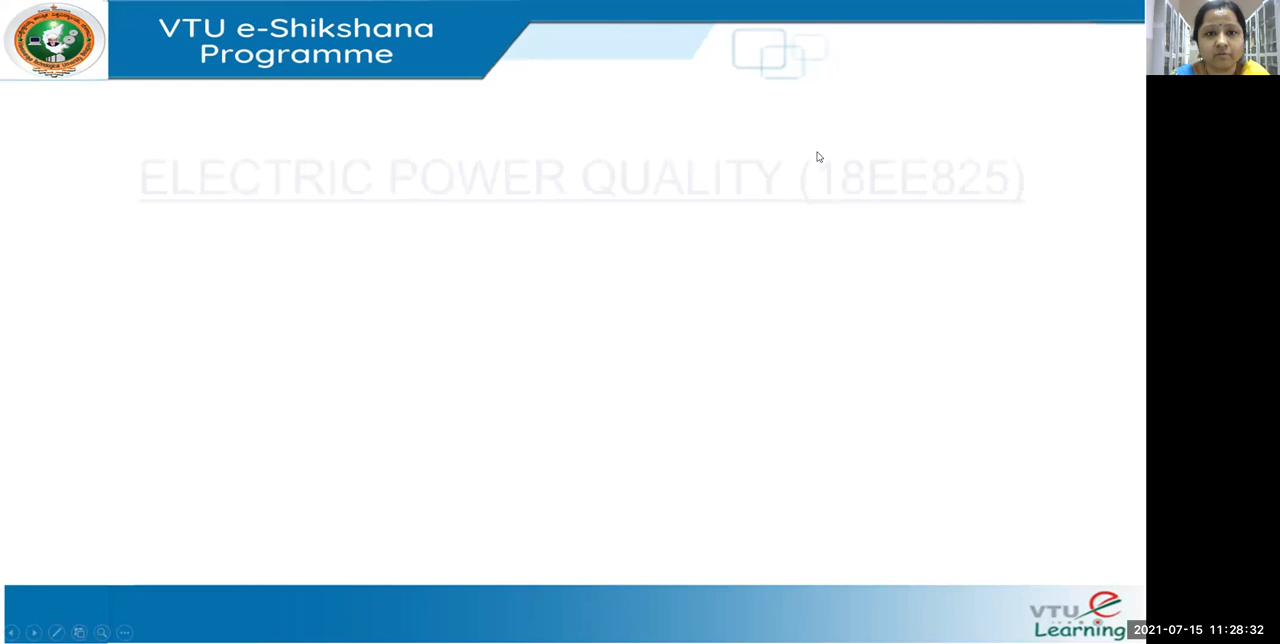 VTU e-Shikshana
Programme
ELECTRIC POWER QUALITY (18EE825)
VTU e
Learning
2021-07-15 11:28:32